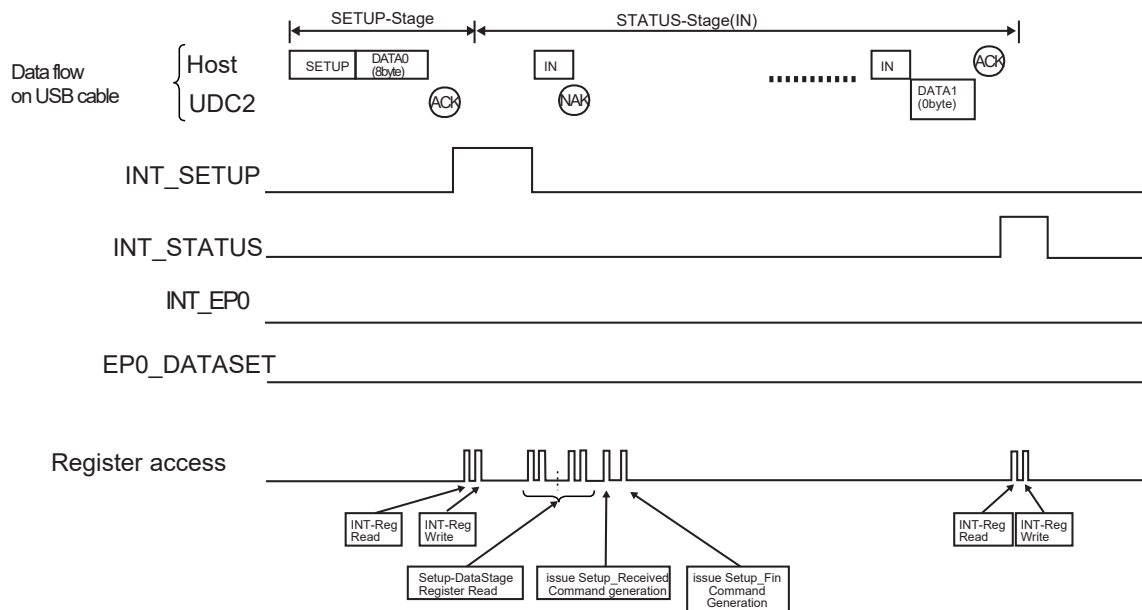 SETUP-Stage
STATUS-Stage(IN)
Data flow
on USB cable
Host
UDC2
SETUP
DATA0
(8byte)
ACK
IN
NAK
IN
DATA1
(0byte)
ACK
INT_SETUP
INT_STATUS
INT_EP0
EP0_DATASET
Register access
INT-Reg
Read
INT-Reg
Write
INT-Reg
Read
INT-Reg
Write
Setup-DataStage
Register Read
issue Setup_Received
Command generation
issue Setup_Fin
Command
Generation